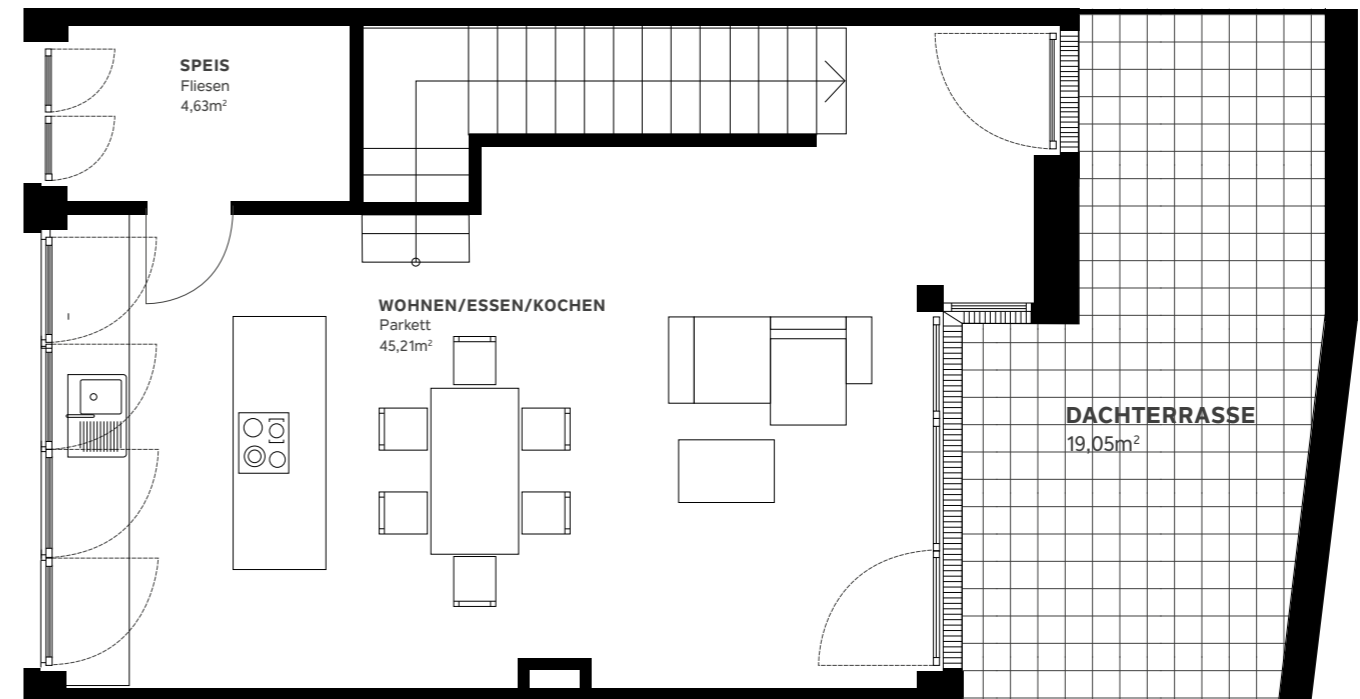 SPEIS
Fliesen
4,63m²
WOHNEN/ESSEN/KOCHEN
Parkett
45,21m²
DACHTERRASSE
19,05m²